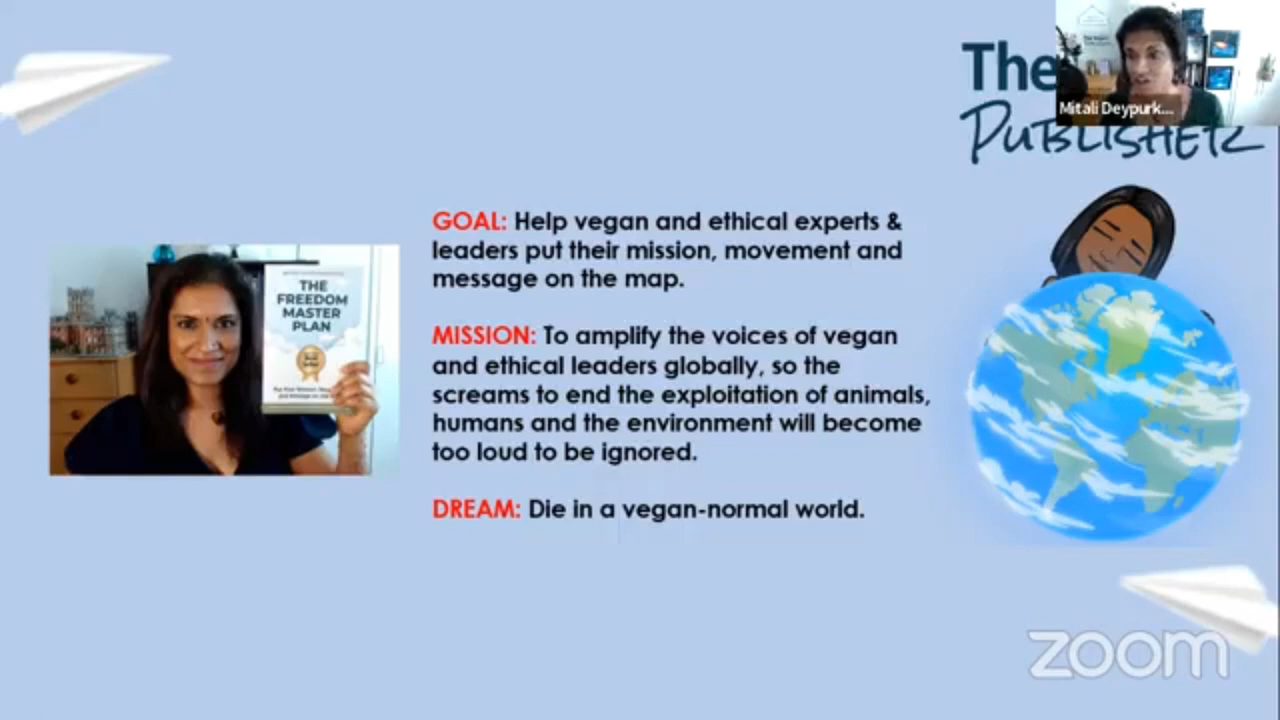 The
PUBLISHER
Mitali Deypurk...
GOAL: Help vegan and ethical experts &
leaders put their mission, movement and
message on the map.
THE
FREEDOM
MASTER
PLAN
MISSION: To amplify the voices of vegan
and ethical leaders globally, so the
screams to end the exploitation of animals,
humans and the environment will become
too loud to be ignored.
DREAM: Die in a vegan-normal world.
zoom